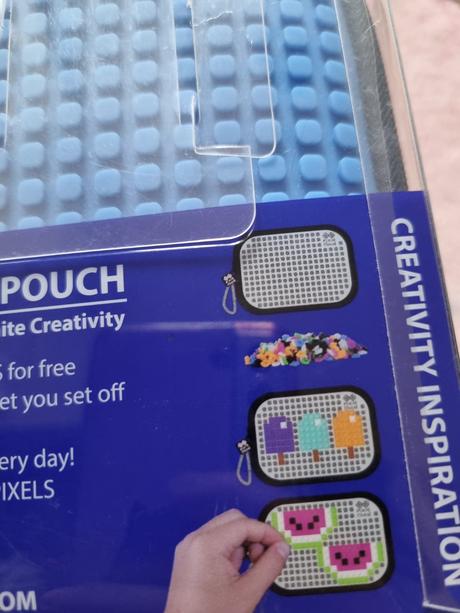 POUCH
ite Creativity
for free
et you set off
ery day!
PIXELS
OM
CREATIVITY INSPIRATION